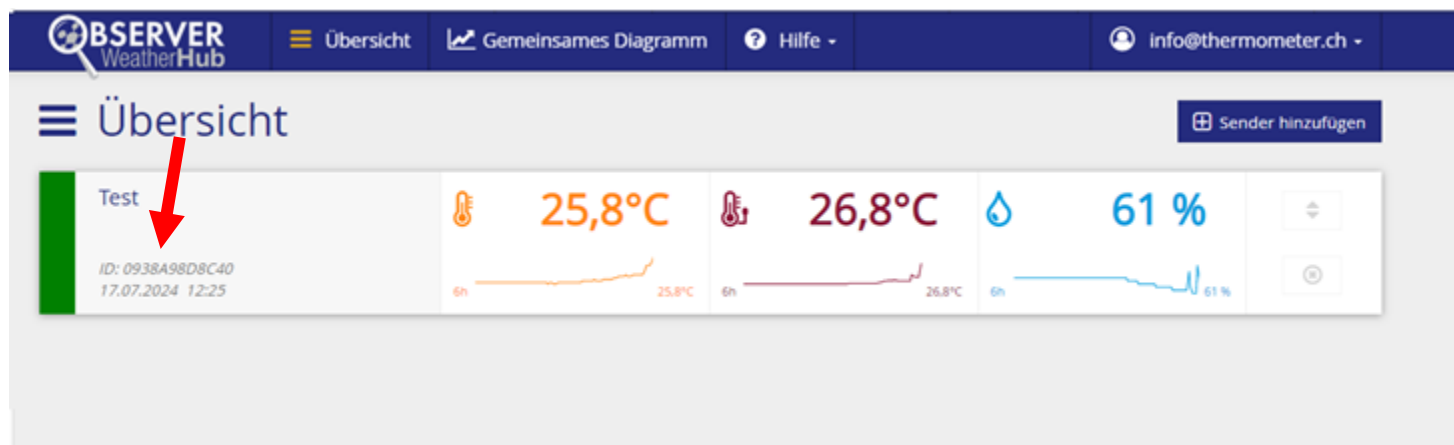 OBSERVER
WeatherHub
Übersicht
Gemeinsames Diagramm
? Hilfe
info@thermometer.ch
Übersicht
Sender hinzufügen
Test
25,8°C
26,8°C
61 %
ID: 0938A98D8C40
17.07.2024 12:25
6h
25.8°C
6h
26.8°C
6h
61 %